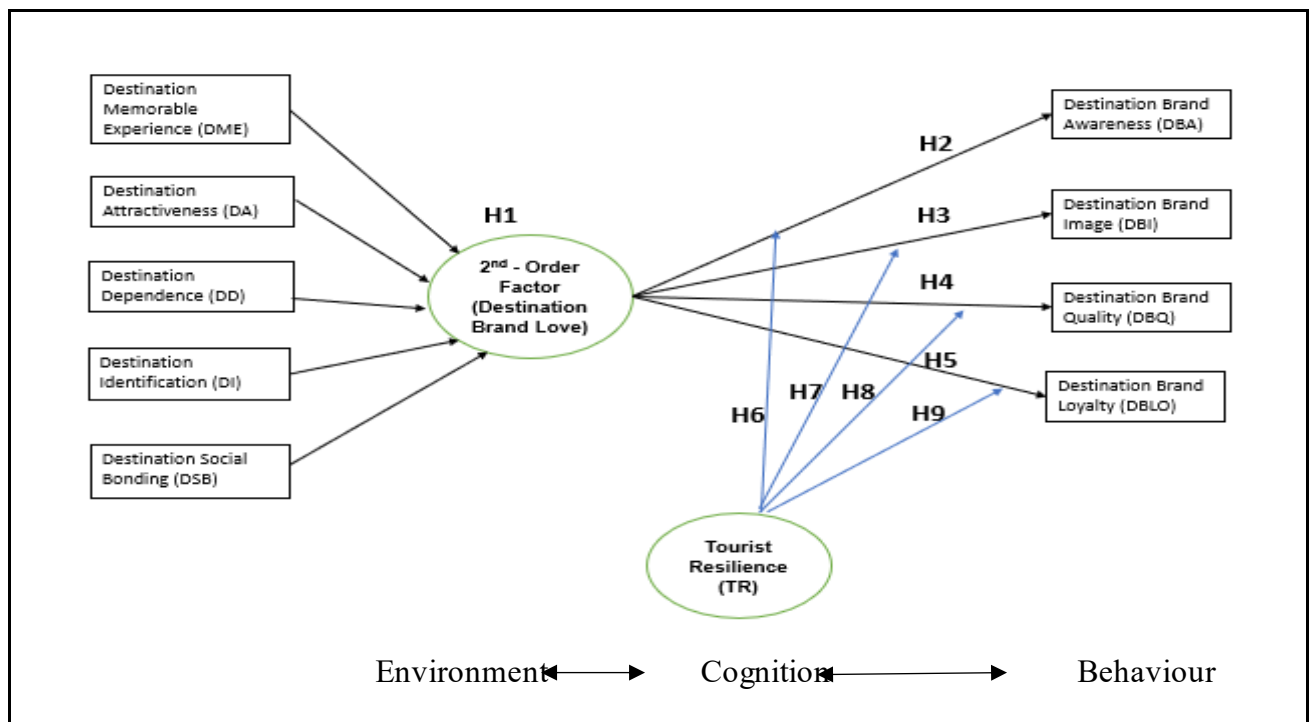 Destination
Memorable
Experience (DME)
Destination
Attractiveness (DA)
Destination
Dependence (DD)
Destination
Identification (DI)
Destination Social
Bonding (DSB)
H1
2nd - Order
Factor
(Destination
Brand Love)
H2
H3
H4
H5
H6
H7
H8
H9
Destination Brand
Awareness (DBA)
Destination Brand
Image (DBI)
Destination Brand
Quality (DBQ)
Destination Brand
Loyalty (DBLO)
Tourist
Resilience
(TR)
Environment Cognition Behaviour